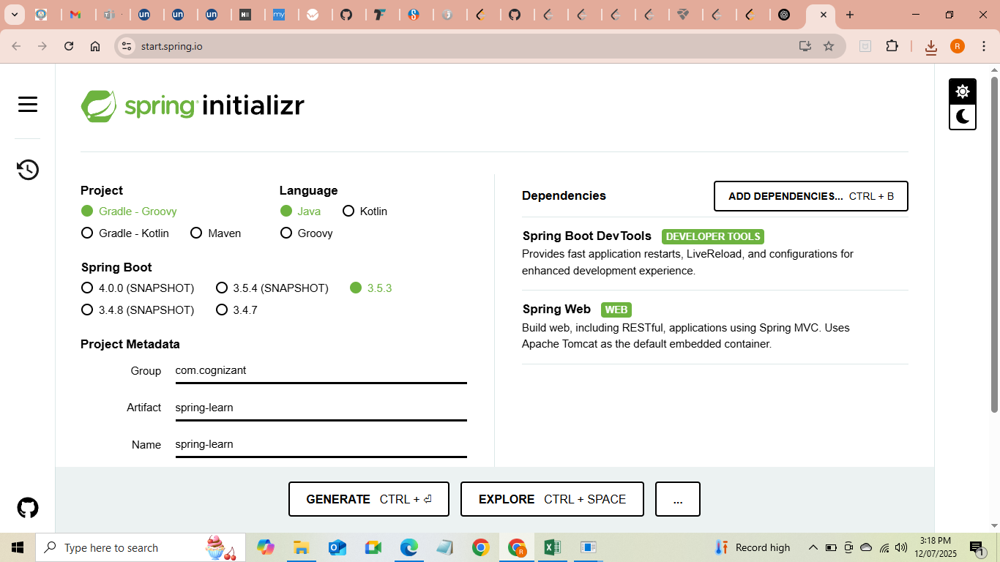 un
un
un
H
my
start.spring.io
R
spring initializr
Project
Gradle - Groovy
Gradle - Kotlin
Maven
Language
Java
Kotlin
Groovy
Spring Boot
4.0.0 (SNAPSHOT)
3.5.4 (SNAPSHOT)
3.5.3
3.4.8 (SNAPSHOT)
3.4.7
Project Metadata
Group
com.cognizant
Artifact
spring-learn
Name
spring-learn
Dependencies
ADD DEPENDENCIES... CTRL + B
Spring Boot DevTools DEVELOPER TOOLS
Provides fast application restarts, LiveReload, and configurations for
enhanced development experience.
Spring Web WEB
Build web, including RESTful, applications using Spring MVC. Uses
Apache Tomcat as the default embedded container.
GENERATE CTRL + ⏎
EXPLORE CTRL + SPACE
...
Type here to search
Record high
3:18 PM
12/07/2025
1